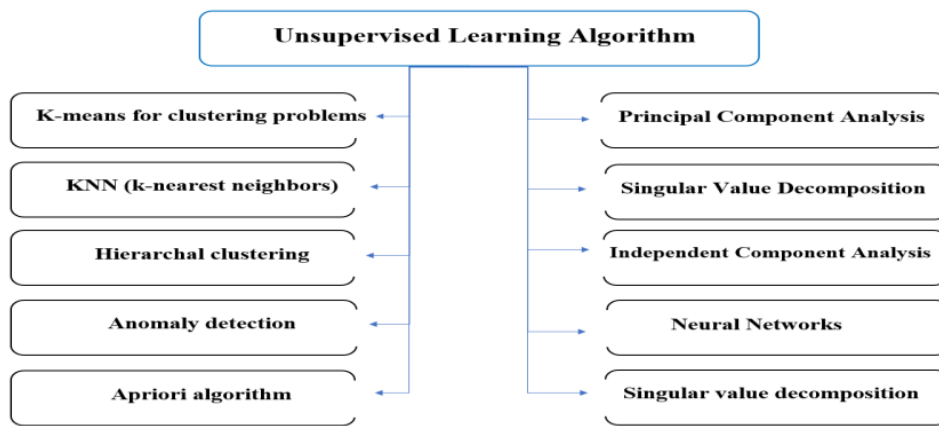 Unsupervised Learning Algorithm
K-means for clustering problems
KNN (k-nearest neighbors)
Hierarchal clustering
Anomaly detection
Apriori algorithm
Principal Component Analysis
Singular Value Decomposition
Independent Component Analysis
Neural Networks
Singular value decomposition